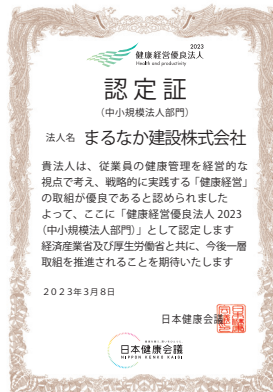 2023
健康経営優良法人
Health and productivity
認定証
（中小規模法人部門）
法人名 まるなか建設株式会社
貴法人は、従業員の健康管理を経営的な
視点で考え、戦略的に実践する「健康経営」
の取組が優良であると認められました
よって、ここに「健康経営優良法人 2023
（中小規模法人部門）」として認定します
経済産業省及び厚生労働省と共に、今後一層
取組を推進されることを期待いたします
2023年3月8日
日本健康会議
日本健康会議
NIPPON KENKO KAIGI